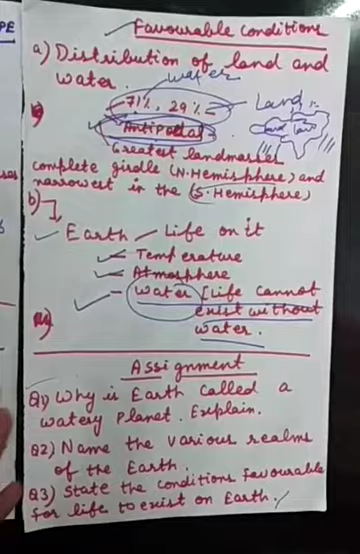 Favourable conditions
a) Distribution of land and
water.
water
71%, 29%
Land
Antipodal
Greatest landmasses
complete girdle (N.Hemisphere) and
narrowest in the (S.Hemisphere)
b)
Earth - Life on it
Temperature
Atmosphere
Water [Life cannot
exist without
water.
Assignment
Q1) Why is Earth called a
watery planet. Explain.
Q2) Name the various realms
of the Earth.
Q3) State the conditions favourable
for life to exist on Earth.